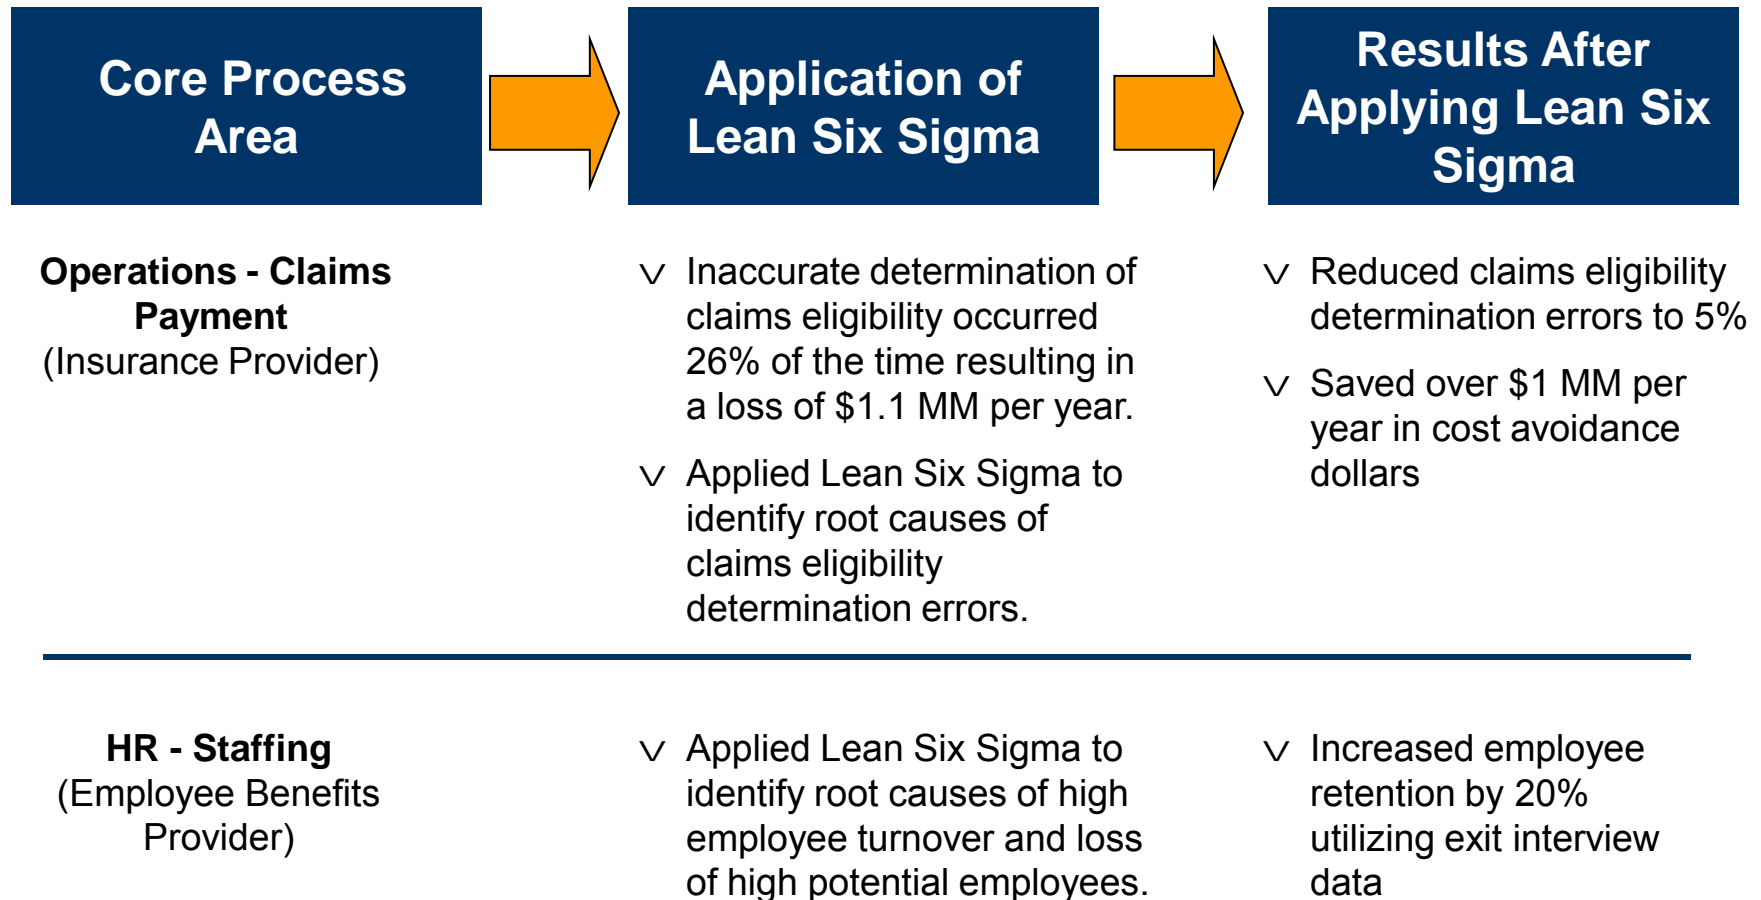 Core Process
Area
Application of
Lean Six Sigma
Results After
Applying Lean Six
Sigma
Operations - Claims
Payment
(Insurance Provider)
v Inaccurate determination of
claims eligibility occurred
26% of the time resulting in
a loss of $1.1 MM per year.
v Applied Lean Six Sigma to
identify root causes of
claims eligibility
determination errors.
v Reduced claims eligibility
determination errors to 5%
v Saved over $1 MM per
year in cost avoidance
dollars
HR - Staffing
(Employee Benefits
Provider)
v Applied Lean Six Sigma to
identify root causes of high
employee turnover and loss
of high potential employees.
v Increased employee
retention by 20%
utilizing exit interview
data